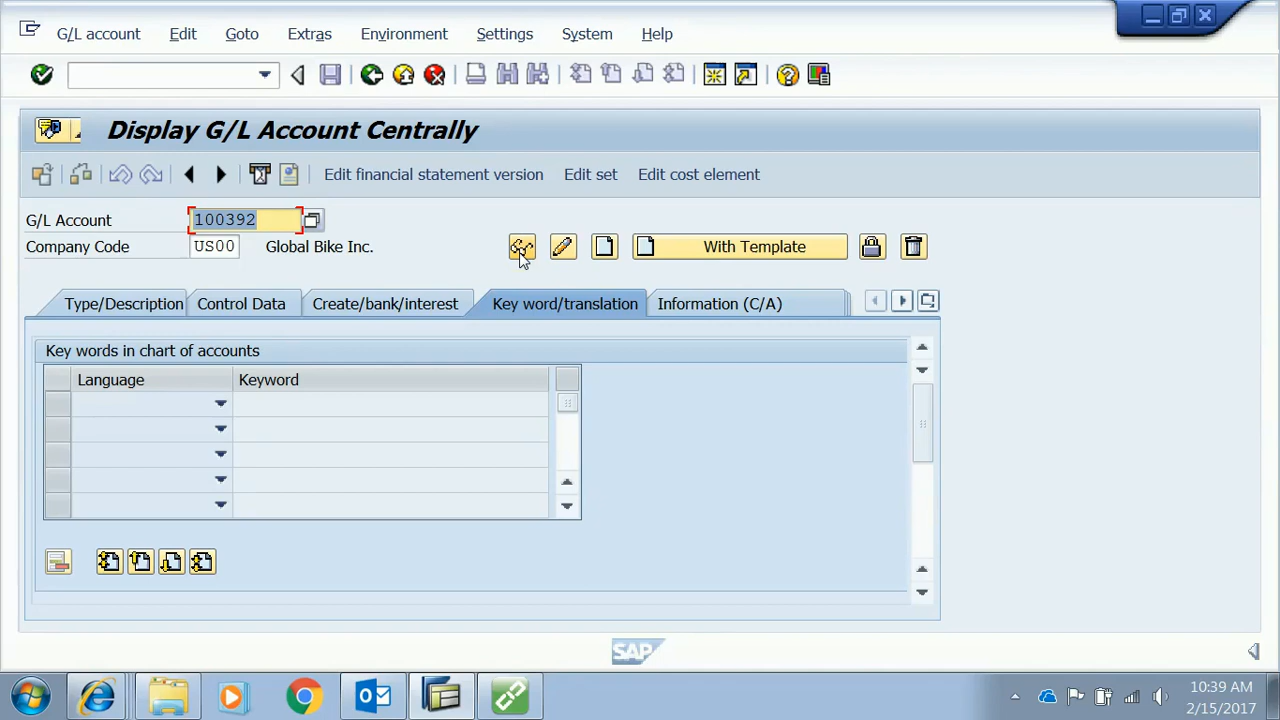 G/L account Edit Goto Extras Environment Settings System Help
Display G/L Account Centrally
Edit financial statement version Edit set Edit cost element
G/L Account 100392
Company Code US00 Global Bike Inc. With Template
Type/Description Control Data Create/bank/interest Key word/translation Information (C/A)
Key words in chart of accounts
Language Keyword
SAP
10:39 AM
2/15/2017